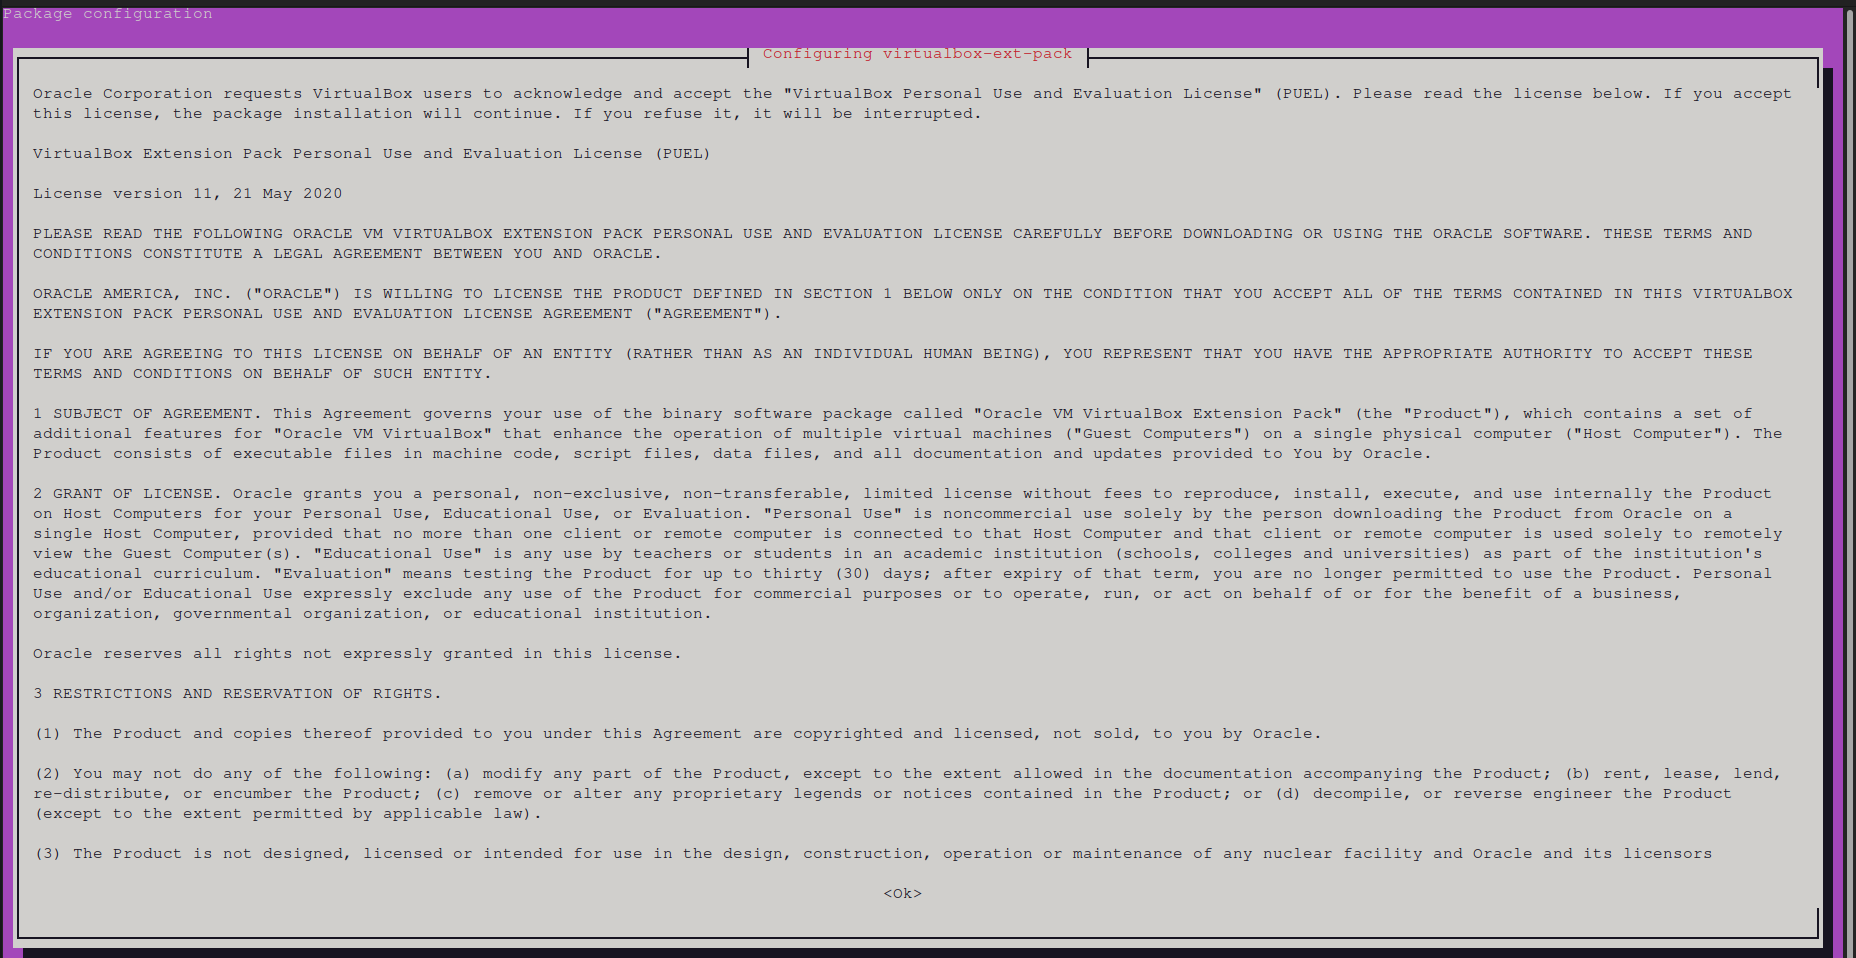 Package configuration
Configuring virtualbox-ext-pack
Oracle Corporation requests VirtualBox users to acknowledge and accept the "VirtualBox Personal Use and Evaluation License" (PUEL). Please read the license below. If you accept
this license, the package installation will continue. If you refuse it, it will be interrupted.
VirtualBox Extension Pack Personal Use and Evaluation License (PUEL)
License version 11, 21 May 2020
PLEASE READ THE FOLLOWING ORACLE VM VIRTUALBOX EXTENSION PACK PERSONAL USE AND EVALUATION LICENSE CAREFULLY BEFORE DOWNLOADING OR USING THE ORACLE SOFTWARE. THESE TERMS AND
CONDITIONS CONSTITUTE A LEGAL AGREEMENT BETWEEN YOU AND ORACLE.
ORACLE AMERICA, INC. ("ORACLE") IS WILLING TO LICENSE THE PRODUCT DEFINED IN SECTION 1 BELOW ONLY ON THE CONDITION THAT YOU ACCEPT ALL OF THE TERMS CONTAINED IN THIS VIRTUALBOX
EXTENSION PACK PERSONAL USE AND EVALUATION LICENSE AGREEMENT ("AGREEMENT").
IF YOU ARE AGREEING TO THIS LICENSE ON BEHALF OF AN ENTITY (RATHER THAN AS AN INDIVIDUAL HUMAN BEING), YOU REPRESENT THAT YOU HAVE THE APPROPRIATE AUTHORITY TO ACCEPT THESE
TERMS AND CONDITIONS ON BEHALF OF SUCH ENTITY.
1 SUBJECT OF AGREEMENT. This Agreement governs your use of the binary software package called "Oracle VM VirtualBox Extension Pack" (the "Product"), which contains a set of
additional features for "Oracle VM VirtualBox" that enhance the operation of multiple virtual machines ("Guest Computers") on a single physical computer ("Host Computer"). The
Product consists of executable files in machine code, script files, data files, and all documentation and updates provided to You by Oracle.
2 GRANT OF LICENSE. Oracle grants you a personal, non-exclusive, non-transferable, limited license without fees to reproduce, install, execute, and use internally the Product
on Host Computers for your Personal Use, Educational Use, or Evaluation. "Personal Use" is noncommercial use solely by the person downloading the Product from Oracle on a
single Host Computer, provided that no more than one client or remote computer is connected to that Host Computer and that client or remote computer is used solely to remotely
view the Guest Computer(s). "Educational Use" is any use by teachers or students in an academic institution (schools, colleges and universities) as part of the institution's
educational curriculum. "Evaluation" means testing the Product for up to thirty (30) days; after expiry of that term, you are no longer permitted to use the Product. Personal
Use and/or Educational Use expressly exclude any use of the Product for commercial purposes or to operate, run, or act on behalf of or for the benefit of a business,
organization, governmental organization, or educational institution.
Oracle reserves all rights not expressly granted in this license.
3 RESTRICTIONS AND RESERVATION OF RIGHTS.
(1) The Product and copies thereof provided to you under this Agreement are copyrighted and licensed, not sold, to you by Oracle.
(2) You may not do any of the following: (a) modify any part of the Product, except to the extent allowed in the documentation accompanying the Product; (b) rent, lease, lend,
re-distribute, or encumber the Product; (c) remove or alter any proprietary legends or notices contained in the Product; or (d) decompile, or reverse engineer the Product
(except to the extent permitted by applicable law).
(3) The Product is not designed, licensed or intended for use in the design, construction, operation or maintenance of any nuclear facility and Oracle and its licensors
<Ok>